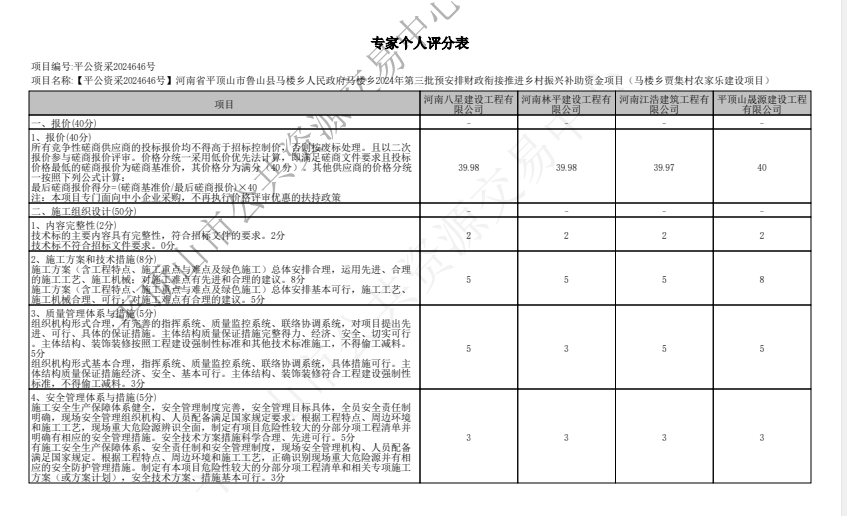 专家个人评分表
项目编号:平公资采2024646号
项目名称:【平公资采2024646号】河南省平顶山市鲁山县马楼乡人民政府马楼乡2024年第三批预安排财政衔接推进乡村振兴补助资金项目（马楼乡贾集村农家乐建设项目）
项目 河南八星建设工程有限公司 河南林平建设工程有限公司 河南江浩建筑工程有限公司 平顶山晟源建设工程有限公司
一、报价(40分) - - - -
1、报价(40分)
所有竞争性磋商供应商的投标报价均不得高于招标控制价，否则按废标处理。且以二次
报价参与磋商报价评审。价格分统一采用低价优先法计算，即满足磋商文件要求且投标
价格最低的磋商报价为磋商基准价，其价格分为满分（40分）。其他供应商的价格分统
一按照下列公式计算：
最后磋商报价得分=(磋商基准价/最后磋商报价)×40
注：本项目专门面向中小企业采购，不再执行价格评审优惠的扶持政策
39.98 39.98 39.97 40
二、施工组织设计(50分) - - - -
1、内容完整性(2分)
技术标的主要内容具有完整性，符合招标文件的要求。2分
技术标不符合招标文件要求。0分。
2 2 2 2
2、施工方案和技术措施(8分)
施工方案（含工程特点、施工重点与难点及绿色施工）总体安排合理，运用先进、合理
的施工工艺、施工机械；对施工难点有先进和合理的建议。8分
施工方案（含工程特点、施工重点与难点及绿色施工）总体安排基本可行，施工工艺、
施工机械合理、可行；对施工难点有合理的建议。5分
5 5 5 8
3、质量管理体系与措施(5分)
组织机构形式合理，有完善的指挥系统、质量监控系统、联络协调系统，对项目提出先
进、可行、具体的保证措施。主体结构质量保证措施完整得力、经济、安全、切实可行
。主体结构、装饰装修按照工程建设强制性标准和其他技术标准施工，不得偷工减料。
5分
组织机构形式基本合理，指挥系统、质量监控系统、联络协调系统，具体措施可行。主
体结构质量保证措施经济、安全、基本可行。主体结构、装饰装修符合工程建设强制性
标准，不得偷工减料。3分
5 3 5 5
4、安全管理体系与措施(5分)
施工安全生产保障体系健全，安全管理制度完善，安全管理目标具体，全员安全责任制
明确，现场安全管理组织机构、人员配备满足国家规定要求。根据工程特点、周边环境
和施工工艺，现场重大危险源辨识全面，制定有项目危险性较大的分部分项工程清单并
明确有相应的安全管理措施。安全技术方案措施科学合理、先进可行。5分
有施工安全生产保障体系、安全责任制和安全管理制度，现场安全管理机构、人员配备
满足国家规定。根据工程特点、周边环境和施工工艺，正确识别现场重大危险源并有相
应的安全防护管理措施。制定有本项目危险性较大的分部分项工程清单和相关专项施工
方案（或方案计划），安全技术方案、措施基本可行。3分
3 3 3 3